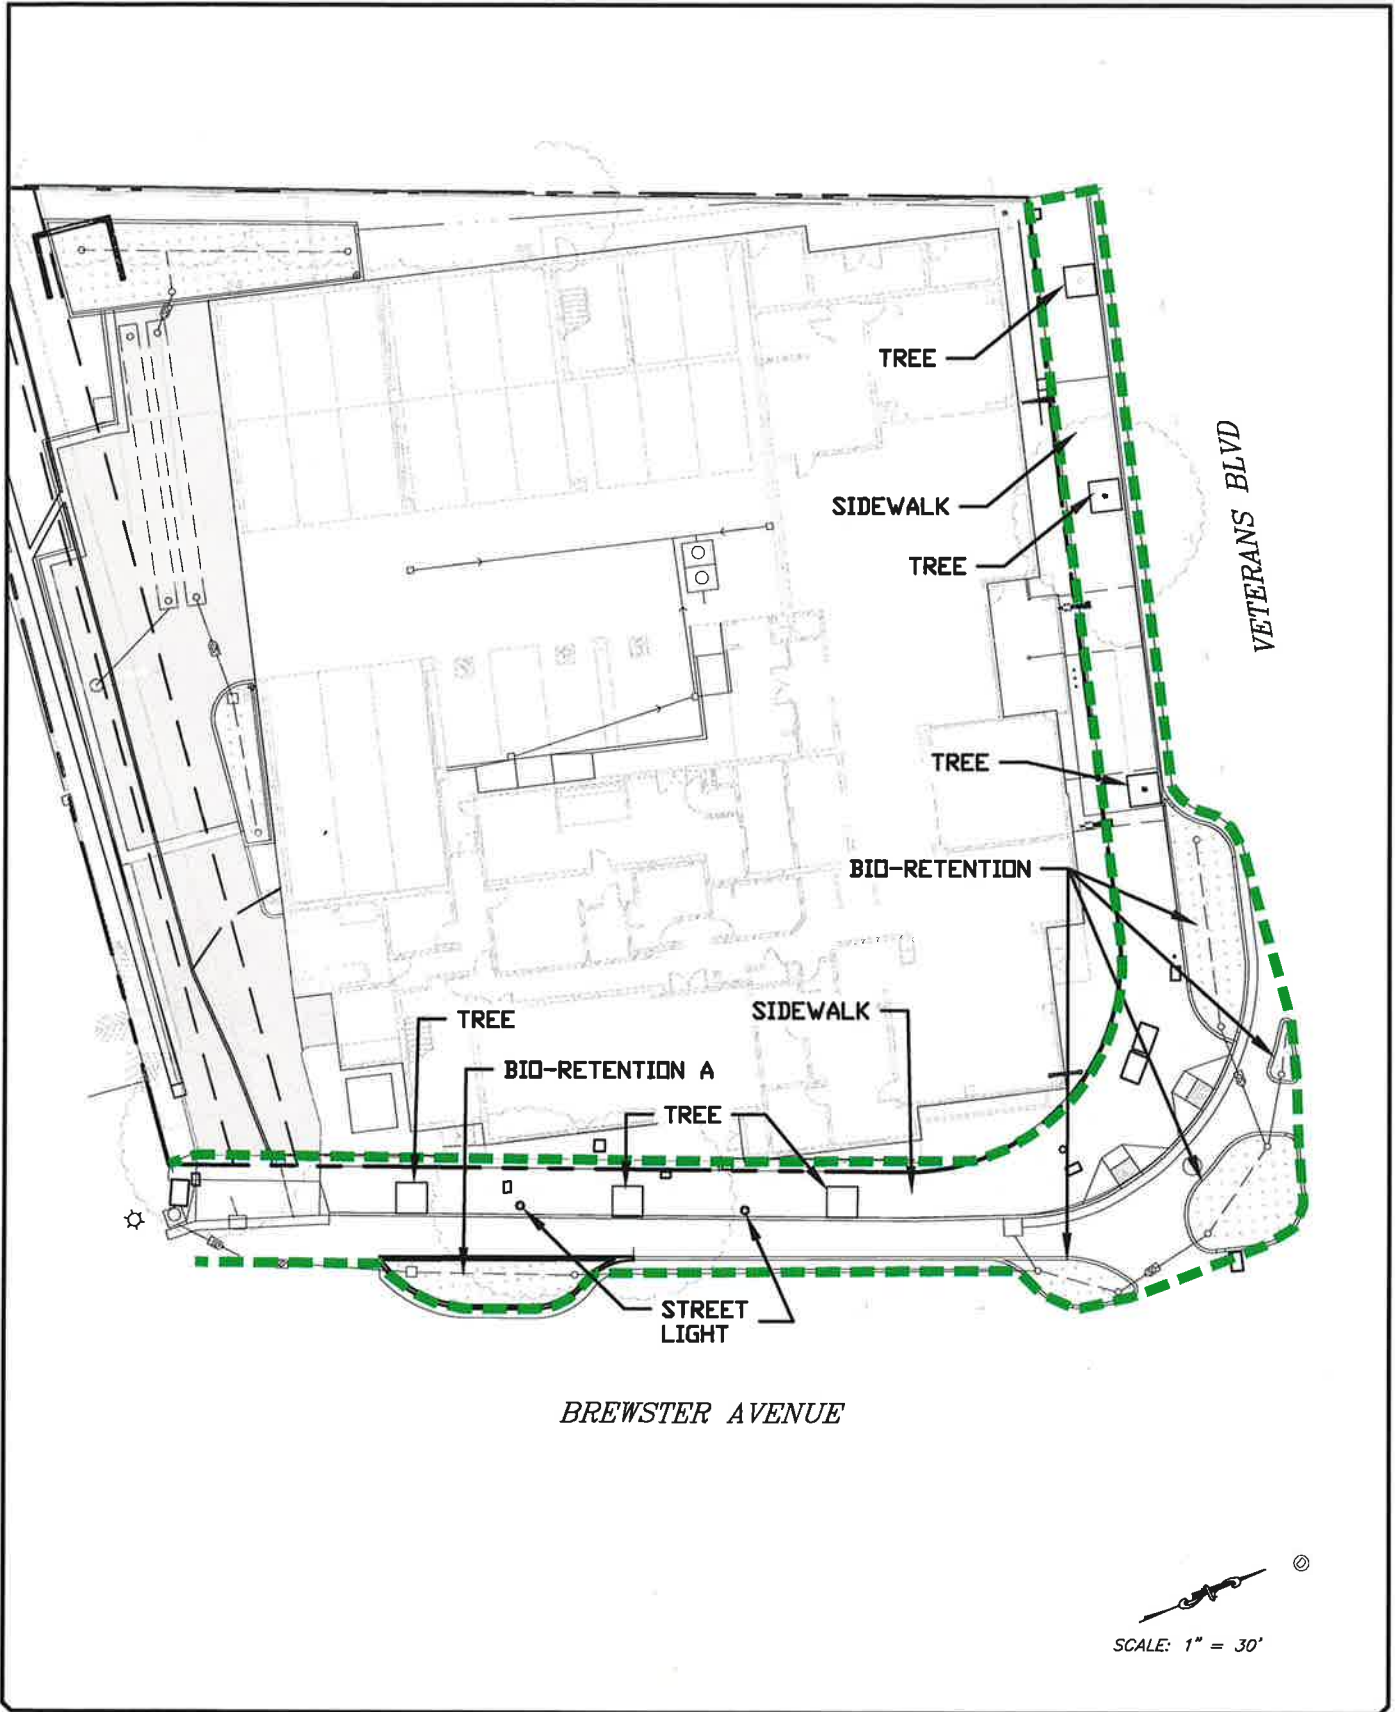 TREE
SIDEWALK
TREE
VETERANS BLVD
TREE
BIO-RETENTION
TREE
SIDEWALK
BIO-RETENTION A
TREE
STREET
LIGHT
BREWSTER AVENUE
SCALE: 1" = 30'